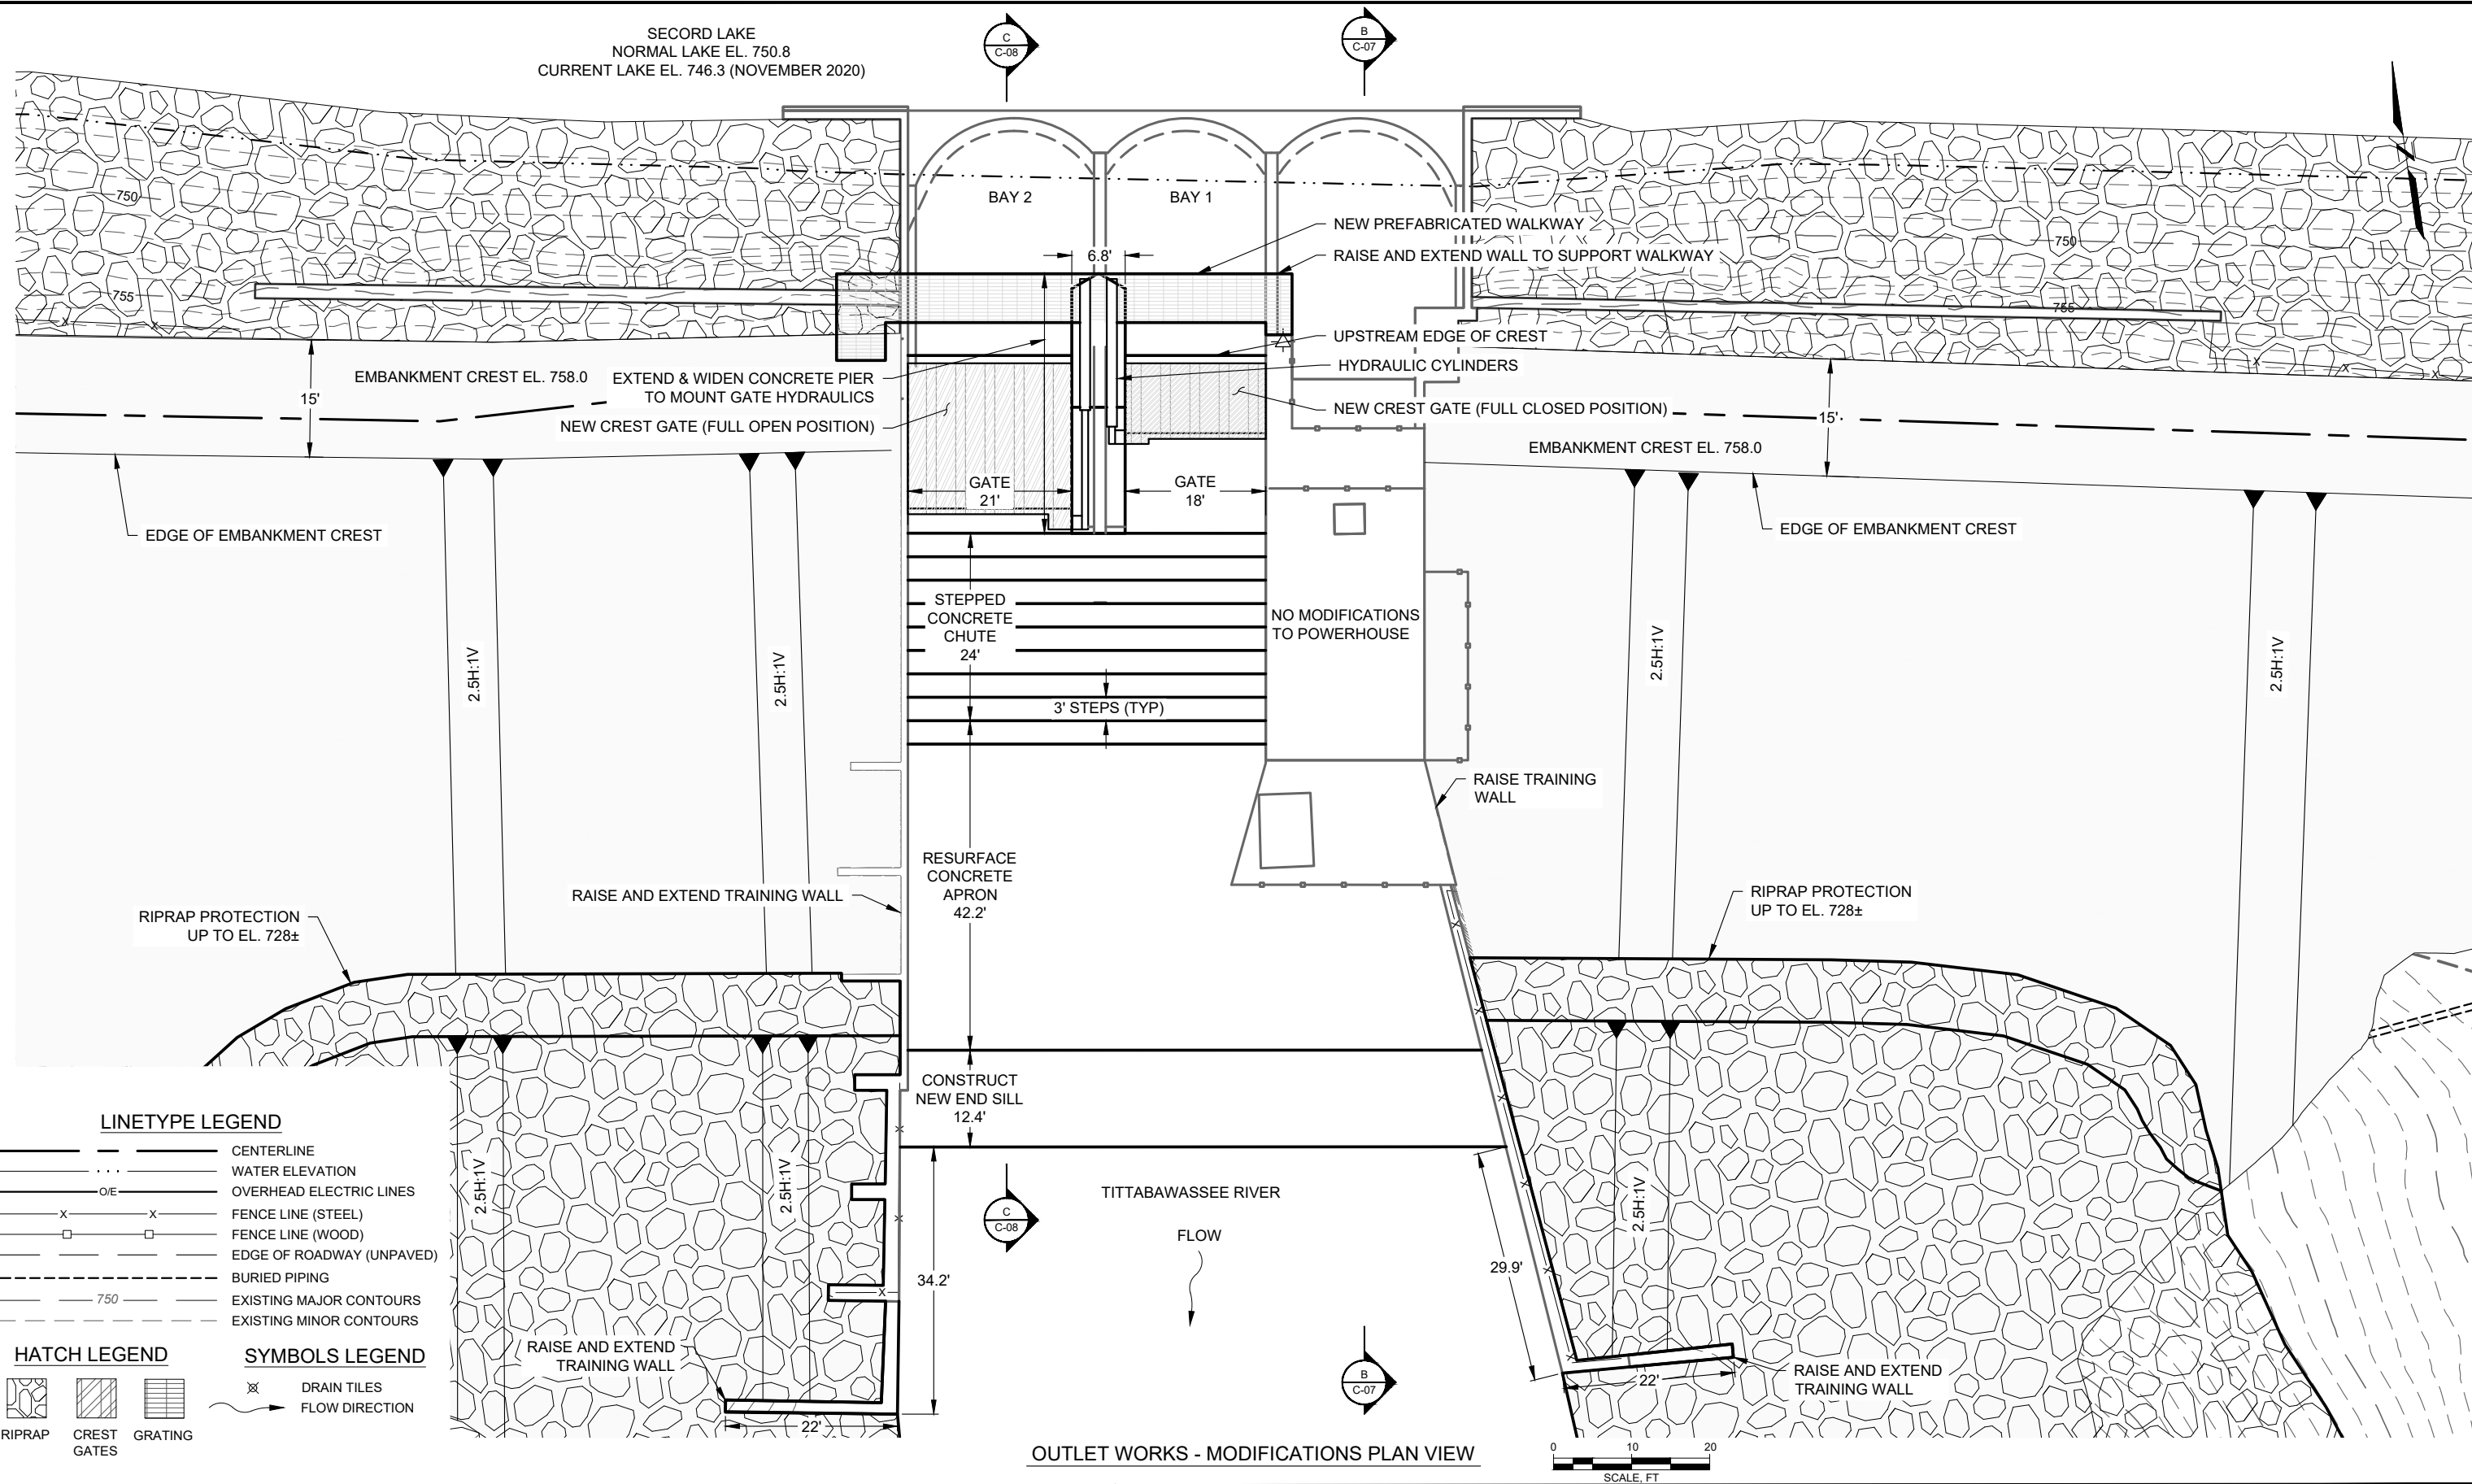 SECORD LAKE
NORMAL LAKE EL. 750.8
CURRENT LAKE EL. 746.3 (NOVEMBER 2020)
C
C-08
B
C-07
750
755
BAY 2
BAY 1
6.8'
NEW PREFABRICATED WALKWAY
RAISE AND EXTEND WALL TO SUPPORT WALKWAY
750
755
UPSTREAM EDGE OF CREST
HYDRAULIC CYLINDERS
NEW CREST GATE (FULL CLOSED POSITION)
15'
EMBANKMENT CREST EL. 758.0
EXTEND & WIDEN CONCRETE PIER
TO MOUNT GATE HYDRAULICS
NEW CREST GATE (FULL OPEN POSITION)
15'
EMBANKMENT CREST EL. 758.0
GATE
21'
GATE
18'
EDGE OF EMBANKMENT CREST
EDGE OF EMBANKMENT CREST
STEPPED
CONCRETE
CHUTE
24'
NO MODIFICATIONS
TO POWERHOUSE
2.5H:1V
2.5H:1V
2.5H:1V
2.5H:1V
3' STEPS (TYP)
RAISE TRAINING
WALL
RESURFACE
CONCRETE
APRON
42.2'
RAISE AND EXTEND TRAINING WALL
RIPRAP PROTECTION
UP TO EL. 728±
RIPRAP PROTECTION
UP TO EL. 728±
CONSTRUCT
NEW END SILL
12.4'
2.5H:1V
2.5H:1V
2.5H:1V
C
C-08
TITTABAWASSEE RIVER
FLOW
34.2'
29.9'
RAISE AND EXTEND
TRAINING WALL
22'
B
C-07
22'
RAISE AND EXTEND
TRAINING WALL
LINETYPE LEGEND
CENTERLINE
WATER ELEVATION
O/E OVERHEAD ELECTRIC LINES
X X FENCE LINE (STEEL)
FENCE LINE (WOOD)
EDGE OF ROADWAY (UNPAVED)
BURIED PIPING
750 EXISTING MAJOR CONTOURS
EXISTING MINOR CONTOURS
HATCH LEGEND
RIPRAP
CREST
GATES
GRATING
SYMBOLS LEGEND
DRAIN TILES
FLOW DIRECTION
OUTLET WORKS - MODIFICATIONS PLAN VIEW
0 10 20
SCALE, FT